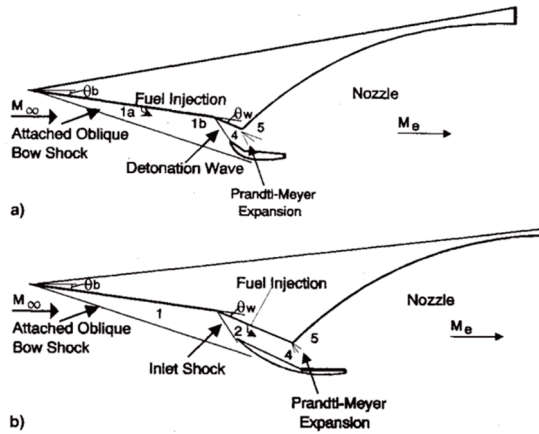 θb
Fuel Injection
M∞
1a
θw
Nozzle
Attached Oblique
Bow Shock
1b
4
5
Me
Detonation Wave
Prandtl-Meyer
Expansion
a)
θb
Fuel Injection
M∞
θw
Nozzle
1
Attached Oblique
Bow Shock
2
5
Me
Inlet Shock
4
Prandtl-Meyer
Expansion
b)